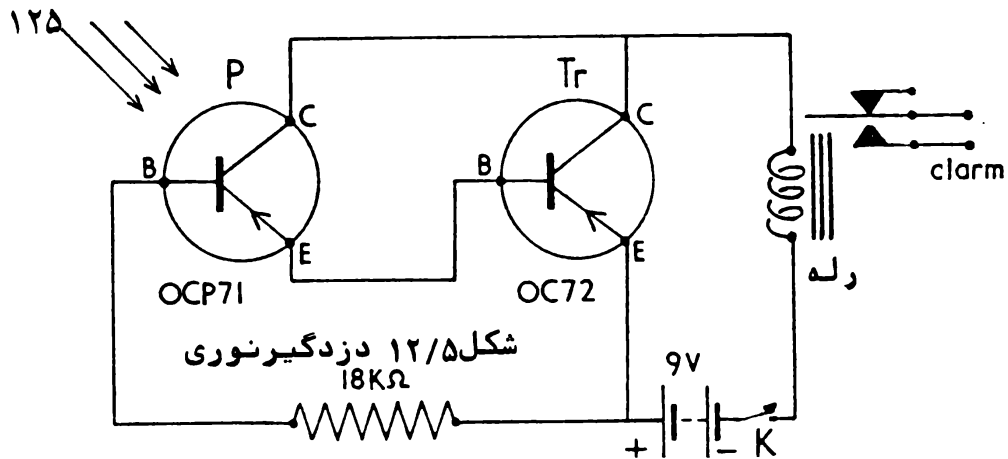 ۱۲۵
P
Tr
C
C
B
B
E
E
clarm
OCP71
OC72
رله
شکل۱۲/۵ دزدگیرنوری
18KΩ
9V
+
-
K